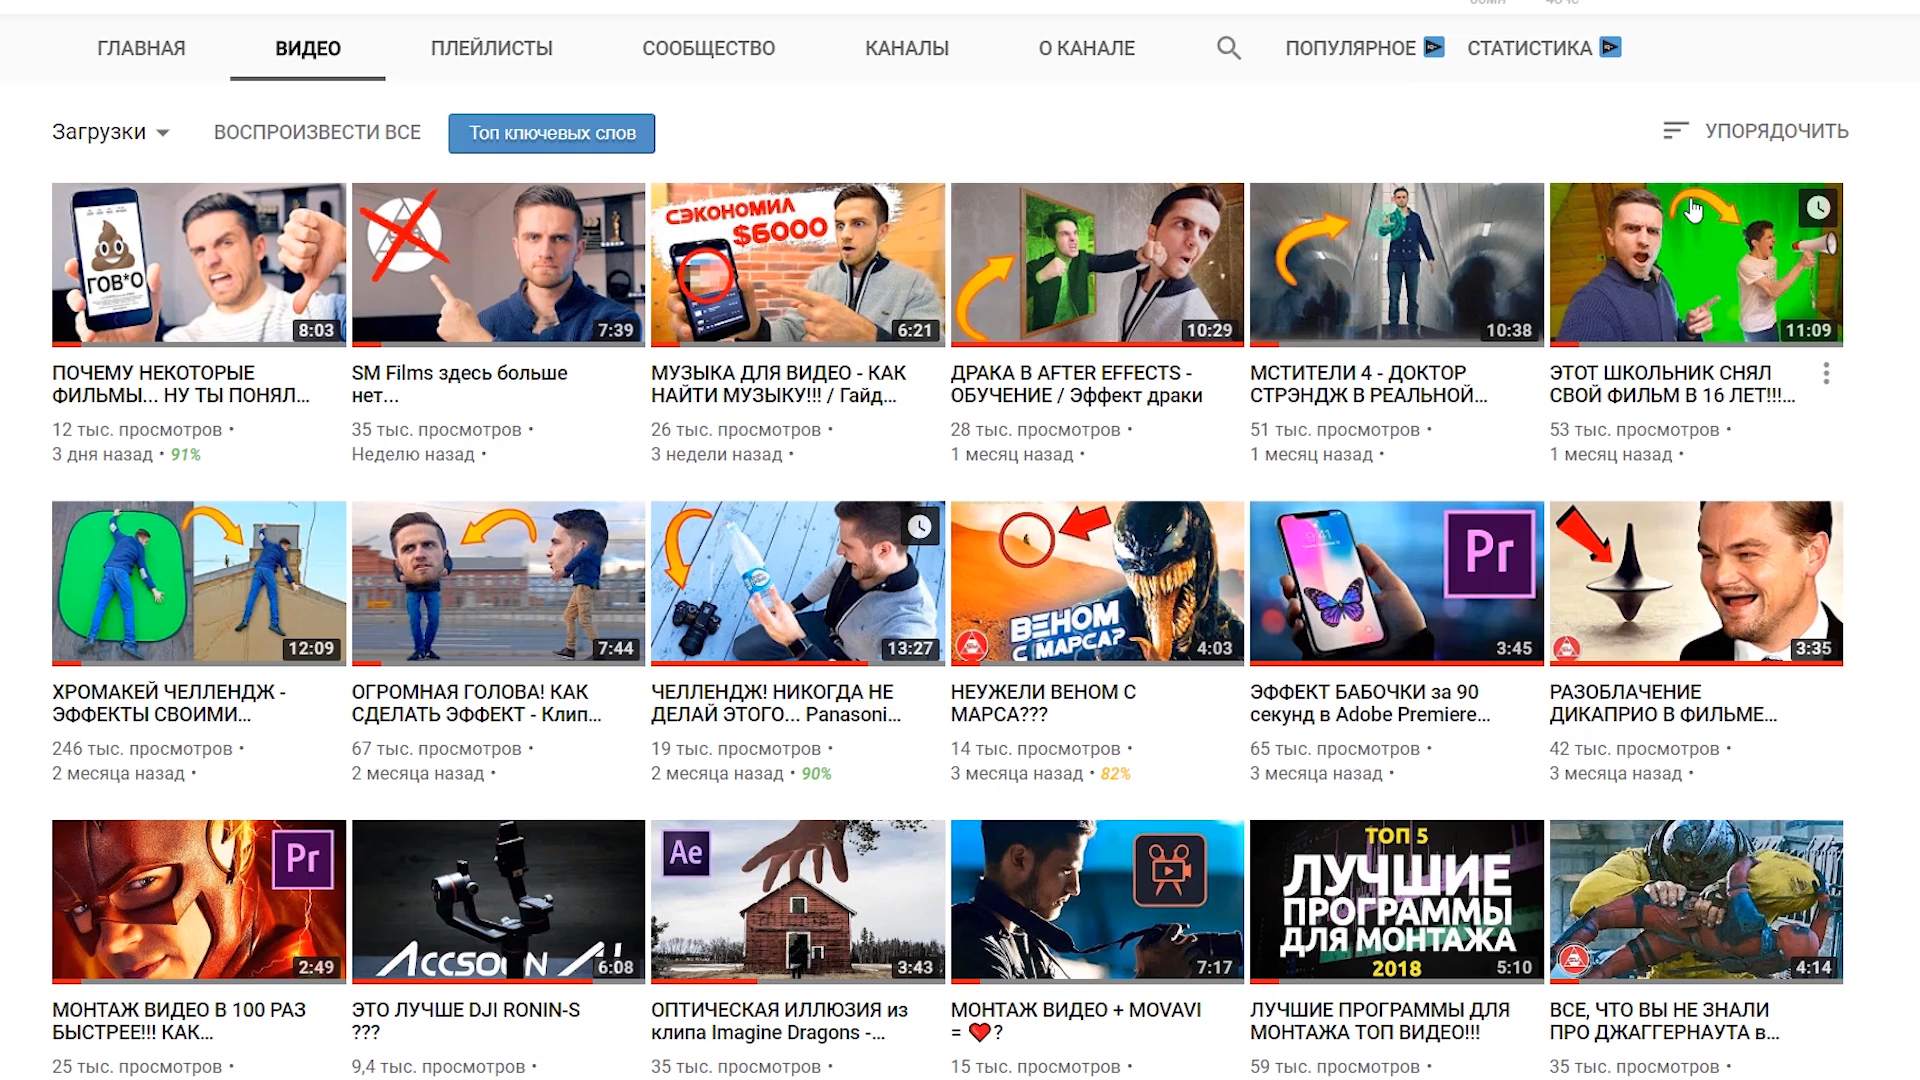 ГЛАВНАЯ ВИДЕО ПЛЕЙЛИСТЫ СООБЩЕСТВО КАНАЛЫ О КАНАЛЕ ПОПУЛЯРНОЕ СТАТИСТИКА
Загрузки ВОСПРОИЗВЕСТИ ВСЕ Топ ключевых слов УПОРЯДОЧИТЬ
ГОВ*О
8:03
7:39
СЭКОНОМИЛ
$6000
6:21
10:29
10:38
11:09
ПОЧЕМУ НЕКОТОРЫЕ
ФИЛЬМЫ... НУ ТЫ ПОНЯЛ...
12 тыс. просмотров •
3 дня назад • 91%
SM Films здесь больше
нет...
35 тыс. просмотров •
Неделю назад •
МУЗЫКА ДЛЯ ВИДЕО - КАК
НАЙТИ МУЗЫКУ!!! / Гайд...
26 тыс. просмотров •
3 недели назад •
ДРАКА В AFTER EFFECTS -
ОБУЧЕНИЕ / Эффект драки
28 тыс. просмотров •
1 месяц назад •
МСТИТЕЛИ 4 - ДОКТОР
СТРЭНДЖ В РЕАЛЬНОЙ...
51 тыс. просмотров •
1 месяц назад •
ЭТОТ ШКОЛЬНИК СНЯЛ
СВОЙ ФИЛЬМ В 16 ЛЕТ!!!...
53 тыс. просмотров •
1 месяц назад •
12:09
7:44
13:27
ВЕНОМ
С МАРСА?
4:03
9:41
Pr
3:45
3:35
ХРОМАКЕЙ ЧЕЛЛЕНДЖ -
ЭФФЕКТЫ СВОИМИ...
246 тыс. просмотров •
2 месяца назад •
ОГРОМНАЯ ГОЛОВА! КАК
СДЕЛАТЬ ЭФФЕКТ - Клип...
67 тыс. просмотров •
2 месяца назад •
ЧЕЛЛЕНДЖ! НИКОГДА НЕ
ДЕЛАЙ ЭТОГО... Panasoni...
19 тыс. просмотров •
2 месяца назад • 90%
НЕУЖЕЛИ ВЕНОМ С
МАРСА???
14 тыс. просмотров •
3 месяца назад • 82%
ЭФФЕКТ БАБОЧКИ за 90
секунд в Adobe Premiere...
65 тыс. просмотров •
3 месяца назад •
РАЗОБЛАЧЕНИЕ
ДИКАПРИО В ФИЛЬМЕ...
42 тыс. просмотров •
3 месяца назад •
Pr
2:49
ACCSOON
6:08
Ae
3:43
7:17
ТОП 5
ЛУЧШИЕ
ПРОГРАММЫ
ДЛЯ МОНТАЖА
2018
5:10
4:14
МОНТАЖ ВИДЕО В 100 РАЗ
БЫСТРЕЕ!!! КАК...
25 тыс. просмотров •
ЭТО ЛУЧШЕ DJI RONIN-S
???
9,4 тыс. просмотров •
ОПТИЧЕСКАЯ ИЛЛЮЗИЯ из
клипа Imagine Dragons -...
35 тыс. просмотров •
МОНТАЖ ВИДЕО + MOVAVI
= ❤️?
15 тыс. просмотров •
ЛУЧШИЕ ПРОГРАММЫ ДЛЯ
МОНТАЖА ТОП ВИДЕО!!!
59 тыс. просмотров •
ВСЕ, ЧТО ВЫ НЕ ЗНАЛИ
ПРО ДЖАГГЕРНАУТА в...
35 тыс. просмотров •